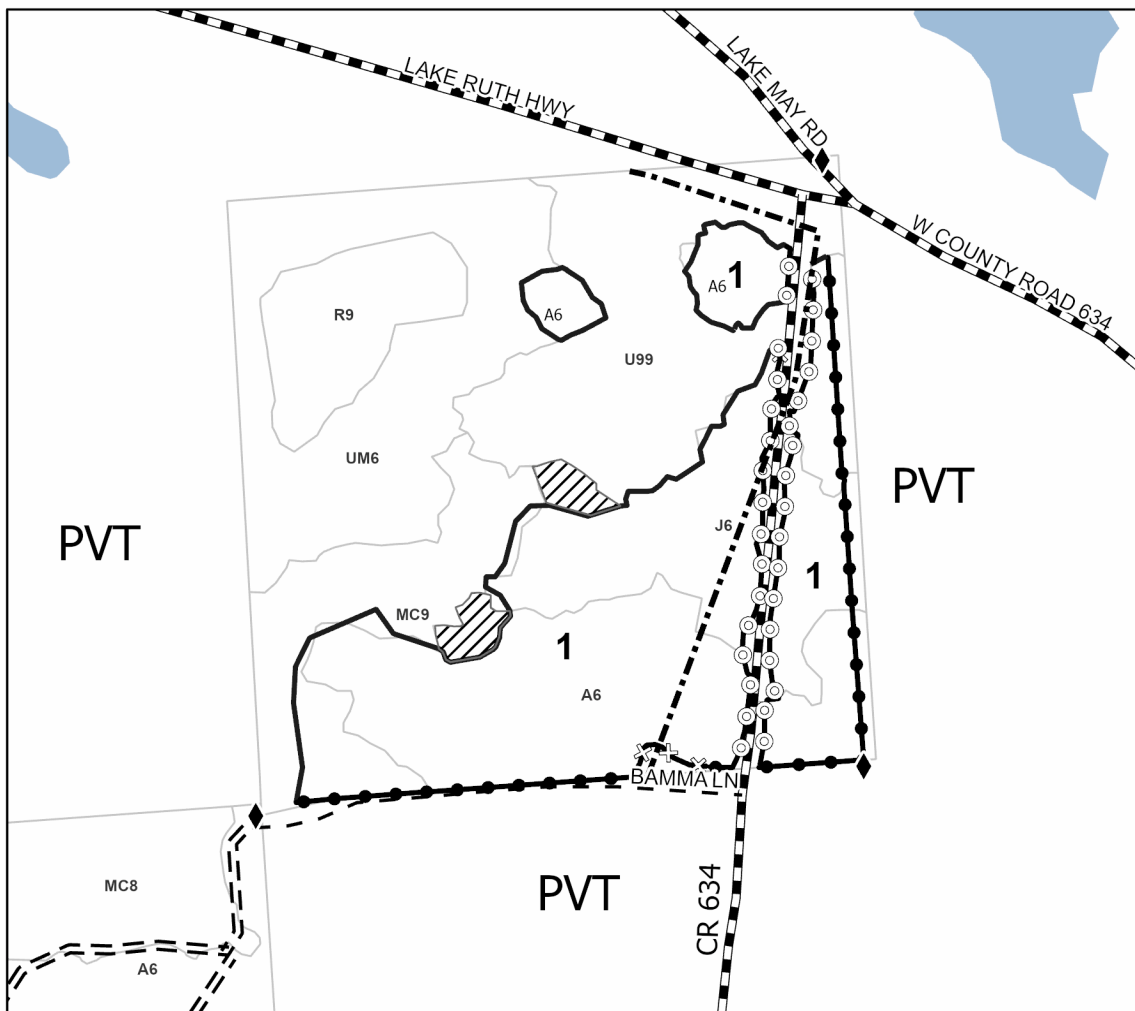 LAKE RUTH HWY
LAKE MAY RD
W COUNTY ROAD 634
1
A6
A6
R9
U99
UM6
PVT
PVT
J6
1
MC9
1
A6
BAMMA LN
MC8
PVT
CR 634
A6